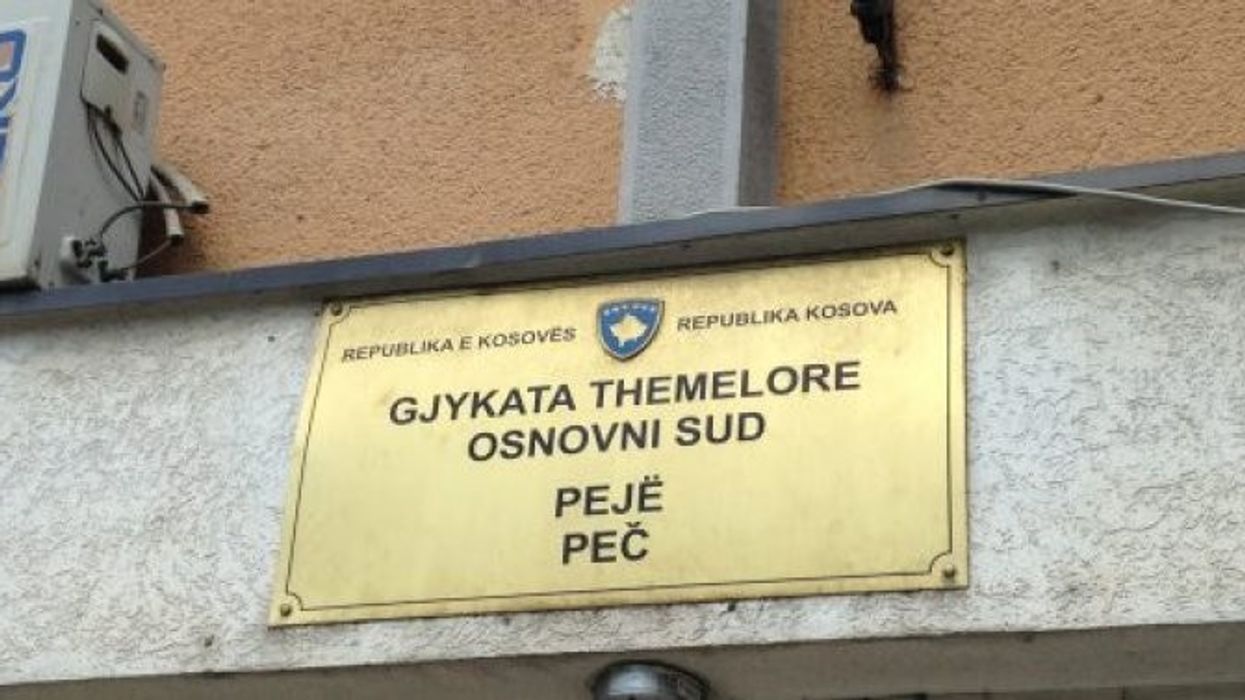 REPUBLIKA E KOSOVËS REPUBLIKA KOSOVA
GJYKATA THEMELORE
OSNOVNI SUD
PEJË
PEČ